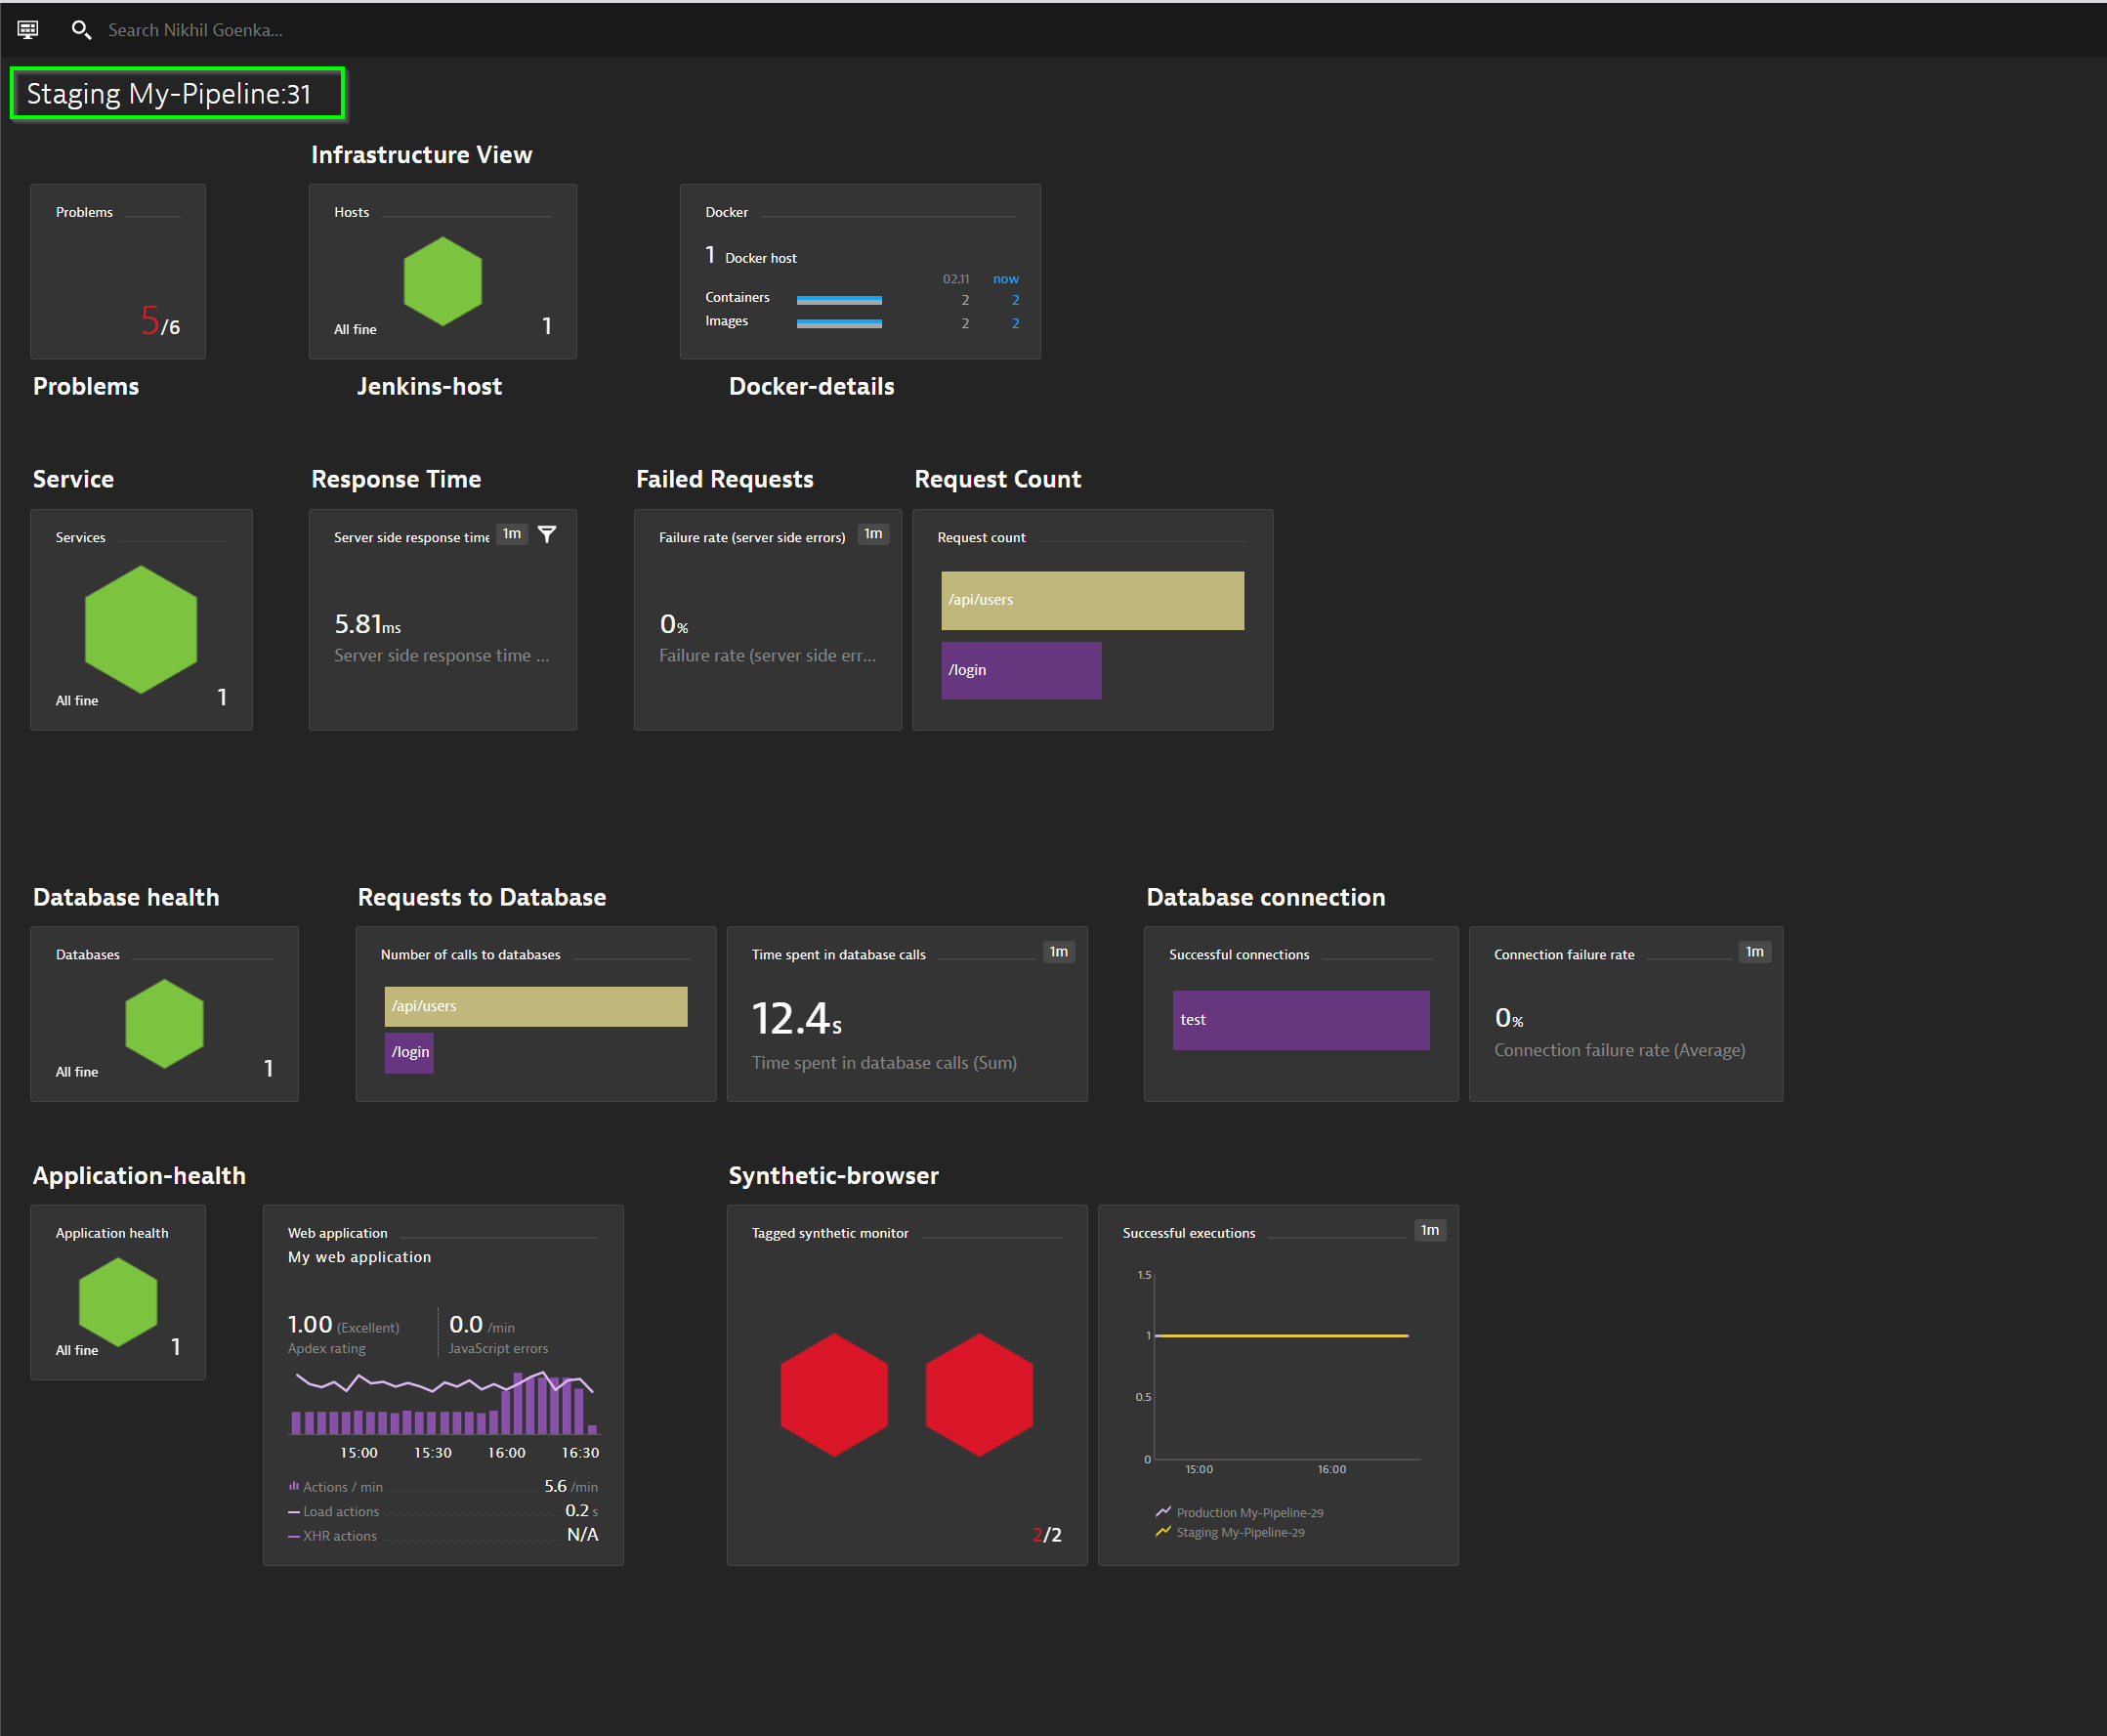 Search Nikhil Goenka...
Staging My-Pipeline:31
Infrastructure View
Problems
5/6
Hosts
All fine
1
Docker
1 Docker host
02.11 now
Containers 2 2
Images 2 2
Problems
Jenkins-host
Docker-details
Service
Response Time
Failed Requests
Request Count
Services
All fine
1
Server side response time 1m
5.81ms
Server side response time ...
Failure rate (server side errors) 1m
0%
Failure rate (server side err...
Request count
/api/users
/login
Database health
Requests to Database
Database connection
Databases
All fine
1
Number of calls to databases
/api/users
/login
Time spent in database calls 1m
12.4s
Time spent in database calls (Sum)
Successful connections
test
Connection failure rate 1m
0%
Connection failure rate (Average)
Application-health
Synthetic-browser
Application health
All fine
1
Web application
My web application
1.00 (Excellent)
Apdex rating
0.0 /min
JavaScript errors
15:00 15:30 16:00 16:30
Actions / min 5.6 /min
Load actions 0.2 s
XHR actions N/A
Tagged synthetic monitor
2/2
Successful executions 1m
1.5
1
0.5
0
15:00 16:00
Production My-Pipeline-29
Staging My-Pipeline-29